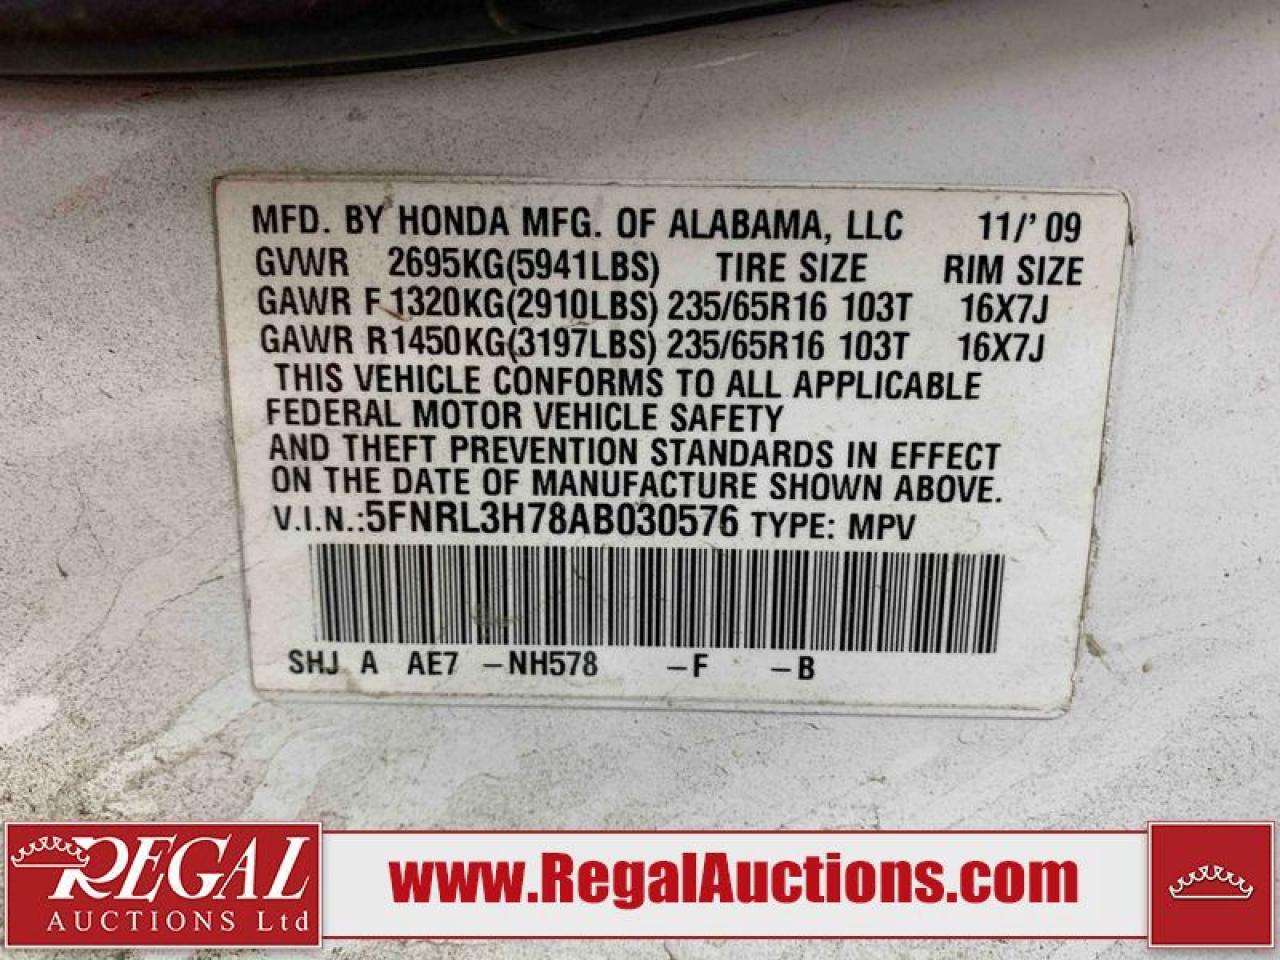 MFD. BY HONDA MFG. OF ALABAMA, LLC 11/'09
GVWR 2695KG(5941LBS) TIRE SIZE RIM SIZE
GAWR F 1320KG(2910LBS) 235/65R16 103T 16X7J
GAWR R 1450KG(3197LBS) 235/65R16 103T 16X7J
THIS VEHICLE CONFORMS TO ALL APPLICABLE
FEDERAL MOTOR VEHICLE SAFETY
AND THEFT PREVENTION STANDARDS IN EFFECT
ON THE DATE OF MANUFACTURE SHOWN ABOVE.
V.I.N.:5FNRL3H78AB030576 TYPE: MPV
SHJ A AE7 -NH578 -F -B
REGAL
AUCTIONS Ltd
www.RegalAuctions.com